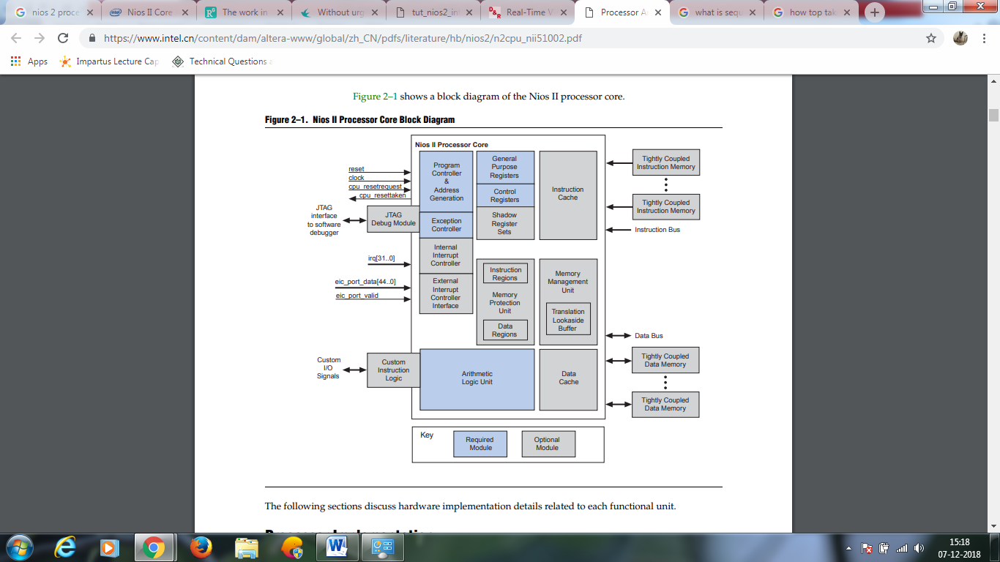 nios 2 proce
Nios II Core
The work in
Without urg
tut_nios2_in
Real-Time V
Processor A
what is sequ
how top tak
https://www.intel.cn/content/dam/altera-www/global/zh_CN/pdfs/literature/hb/nios2/n2cpu_nii51002.pdf
Apps
Impartus Lecture Cap
Technical Questions a
Figure 2–1 shows a block diagram of the Nios II processor core.
Figure 2–1. Nios II Processor Core Block Diagram
Nios II Processor Core
reset
clock
cpu_resetrequest
cpu_resettaken
JTAG
interface
to software
debugger
JTAG
Debug Module
irq[31..0]
eic_port_data[44..0]
eic_port_valid
Custom
I/O
Signals
Custom
Instruction
Logic
Program
Controller
&
Address
Generation
Exception
Controller
Internal
Interrupt
Controller
External
Interrupt
Controller
Interface
General
Purpose
Registers
Control
Registers
Shadow
Register
Sets
Instruction
Regions
Memory
Protection
Unit
Data
Regions
Arithmetic
Logic Unit
Instruction
Cache
Memory
Management
Unit
Translation
Lookaside
Buffer
Data
Cache
Tightly Coupled
Instruction Memory
Tightly Coupled
Instruction Memory
Instruction Bus
Data Bus
Tightly Coupled
Data Memory
Tightly Coupled
Data Memory
Key
Required
Module
Optional
Module
The following sections discuss hardware implementation details related to each functional unit.
15:18
07-12-2018